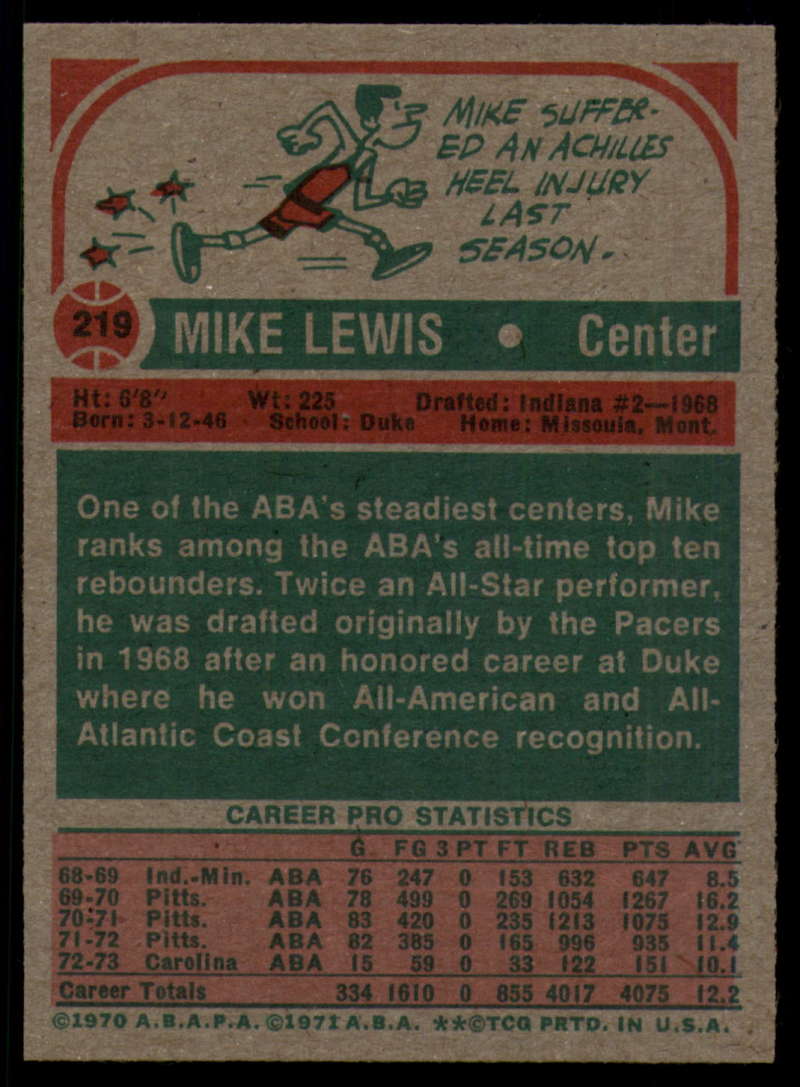 MIKE SUFFER-
ED AN ACHILLES
HEEL INJURY
LAST
SEASON.
219 MIKE LEWIS • Center
Ht: 6'8" Wt: 225 Drafted: Indiana #2—1968
Born: 3-12-46 School: Duke Home: Missoula, Mont.
One of the ABA's steadiest centers, Mike
ranks among the ABA's all-time top ten
rebounders. Twice an All-Star performer,
he was drafted originally by the Pacers
in 1968 after an honored career at Duke
where he won All-American and All-
Atlantic Coast Conference recognition.
CAREER PRO STATISTICS
G FG 3PT FT REB PTS AVG
68-69 Ind.-Min. ABA 76 247 0 153 632 647 8.5
69-70 Pitts. ABA 78 499 0 269 1054 1267 16.2
70-71 Pitts. ABA 83 420 0 235 1213 1075 12.9
71-72 Pitts. ABA 82 385 0 165 996 935 11.4
72-73 Carolina ABA 15 59 0 33 122 151 10.1
Career Totals 334 1610 0 855 4017 4075 12.2
©1970 A.B.A.P.A. ©1971 A.B.A. **©TCG PRTD. IN U.S.A.